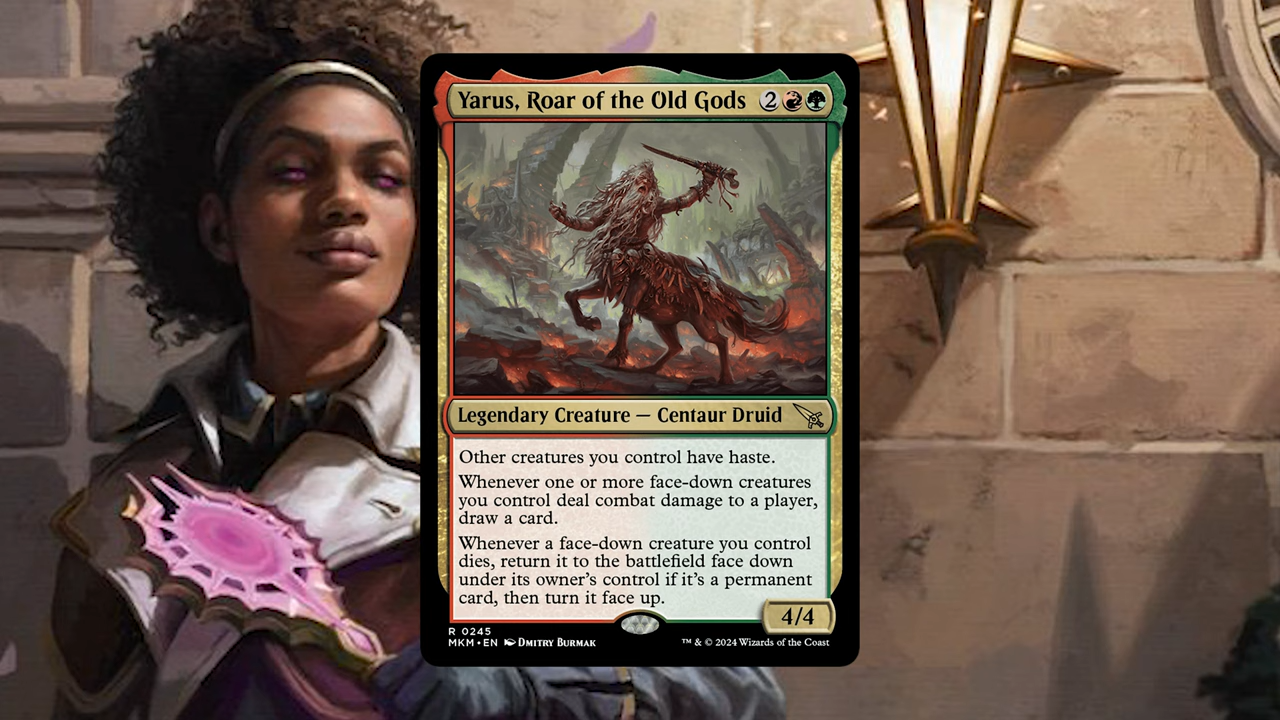 Yarus, Roar of the Old Gods 2
Legendary Creature — Centaur Druid
Other creatures you control have haste.
Whenever one or more face-down creatures
you control deal combat damage to a player,
draw a card.
Whenever a face-down creature you control
dies, return it to the battlefield face down
under its owner's control if it's a permanent
card, then turn it face up.
4/4
R 0245
MKM • EN Dmitry Burmak
™ & © 2024 Wizards of the Coast